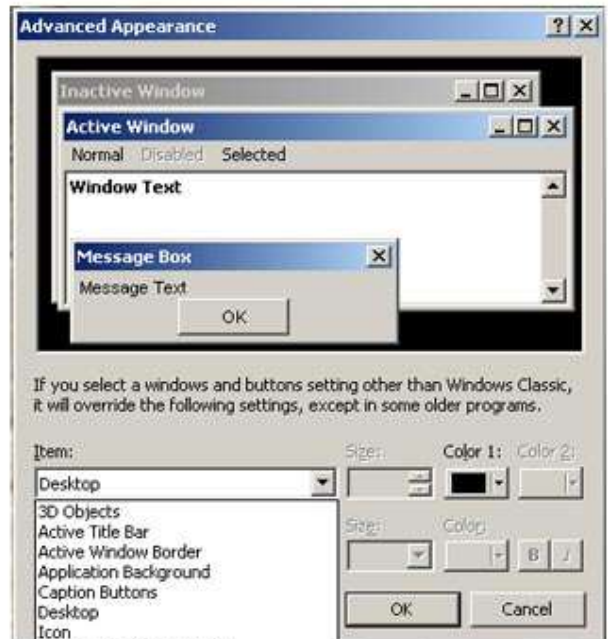 Advanced Appearance
Inactive Window
Active Window
Normal Disabled Selected
Window Text
Message Box
Message Text
OK
If you select a windows and buttons setting other than Windows Classic,
it will override the following settings, except in some older programs.
Item: Size: Color 1: Color 2:
Desktop
3D Objects
Active Title Bar
Active Window Border
Application Background
Caption Buttons
Desktop
Icon
Size: Color:
B I
OK Cancel